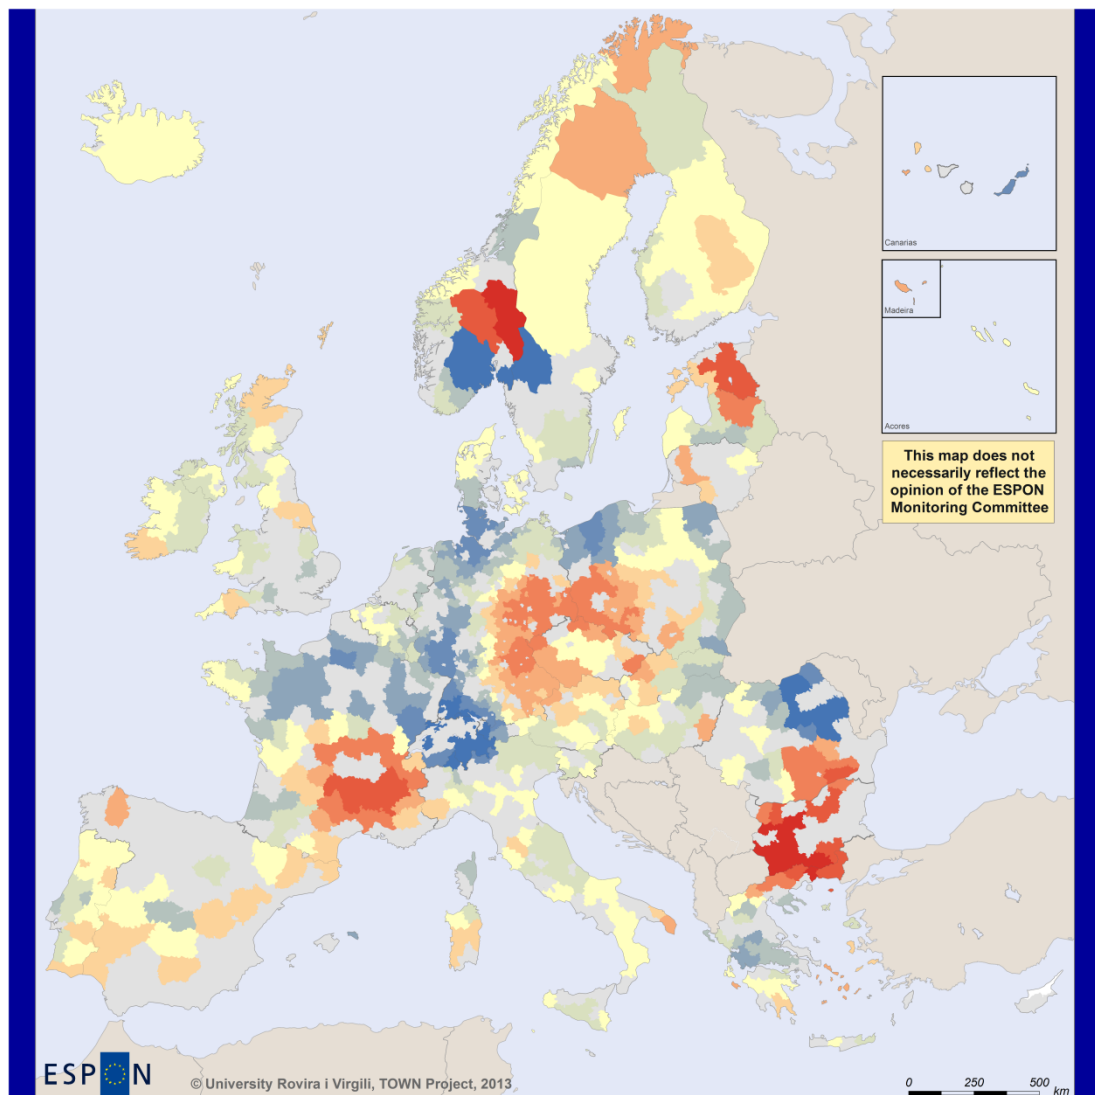 Canarias
Madeira
Acores
This map does not
necessarily reflect the
opinion of the ESPON
Monitoring Committee
ESPON
© University Rovira i Virgili, TOWN Project, 2013
0 250 500
km